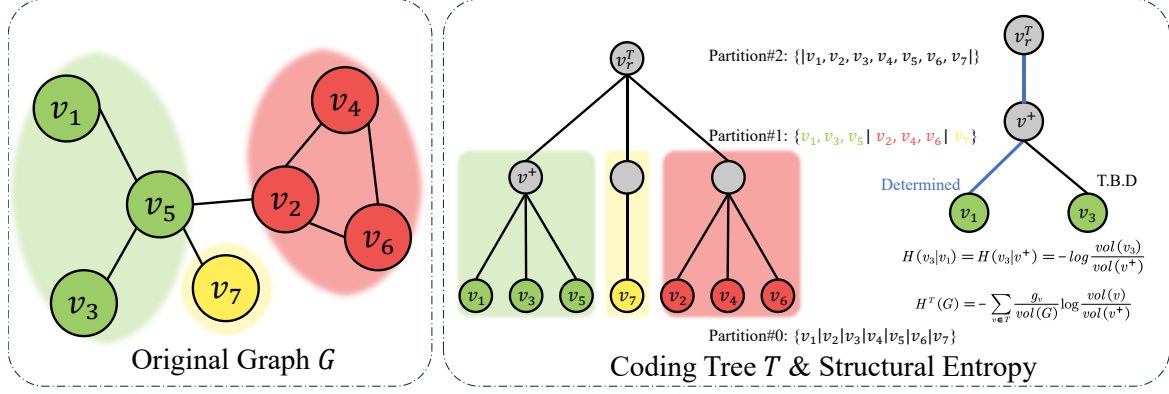 v₁
v₄
v₅
v₂
v₆
v₃
v₇
Original Graph G
v_r^T
v⁺
v₁
v₃
v₅
v₇
v₂
v₄
v₆
Partition#2: {|v₁, v₂, v₃, v₄, v₅, v₆, v₇|}
Partition#1: {v₁, v₃, v₅| v₂, v₄, v₆| v₇}
Partition#0: {v₁|v₂|v₃|v₄|v₅|v₆|v₇}
v_r^T
v⁺
Determined
T.B.D
v₁
v₃
H(v₃|v₁) = H(v₃|v⁺) = −log vol(v₃)/vol(v⁺)
H^T(G) = − ∑_{v∈T} g_v/vol(G) log vol(v)/vol(v⁺)
Coding Tree T & Structural Entropy